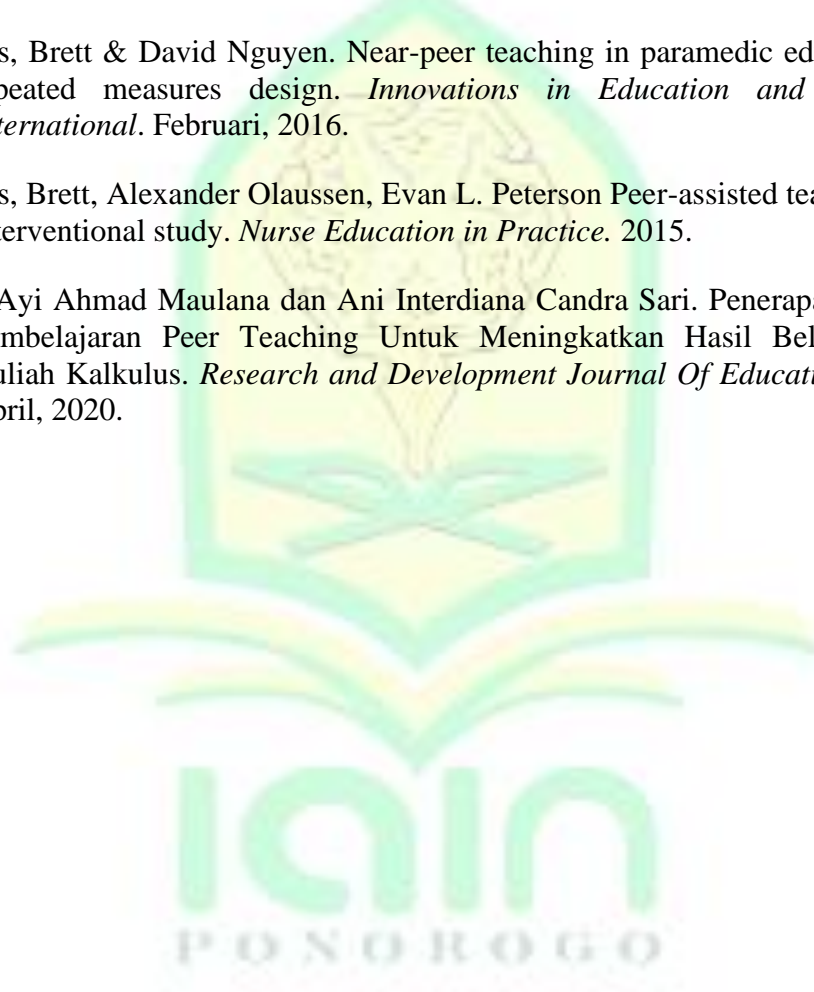 s, Brett & David Nguyen. Near-peer teaching in paramedic ed
peated measures design. Innovations in Education and
ternational. Februari, 2016.
s, Brett, Alexander Olaussen, Evan L. Peterson Peer-assisted tea
terventional study. Nurse Education in Practice. 2015.
Ayi Ahmad Maulana dan Ani Interdiana Candra Sari. Penerapa
mbelajaran Peer Teaching Untuk Meningkatkan Hasil Bel
uliah Kalkulus. Research and Development Journal Of Educati
pril, 2020.
iain
PONOROGO